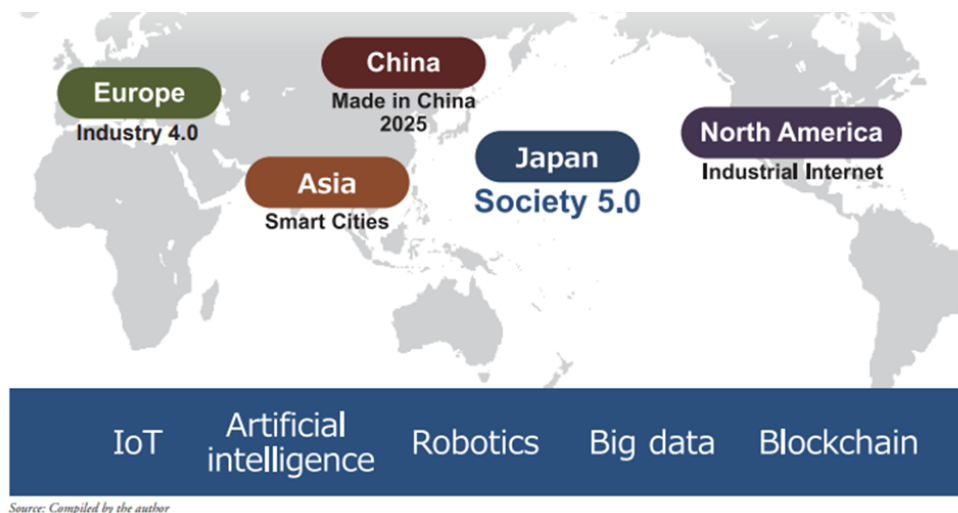 Europe
Industry 4.0
China
Made in China
2025
Asia
Smart Cities
Japan
Society 5.0
North America
Industrial Internet
IoT
Artificial
intelligence
Robotics
Big data
Blockchain
Source: Compiled by the author